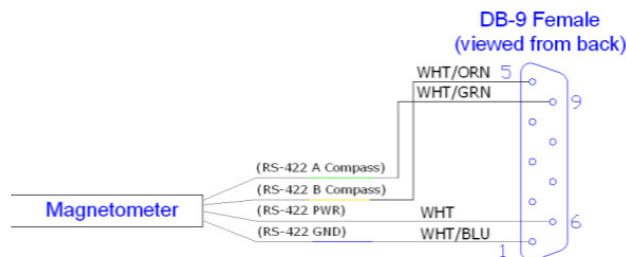 DB-9 Female
(viewed from back)
WHT/ORN 5
WHT/GRN 9
(RS-422 A Compass)
(RS-422 B Compass)
Magnetometer
(RS-422 PWR) WHT 6
(RS-422 GND) WHT/BLU 1